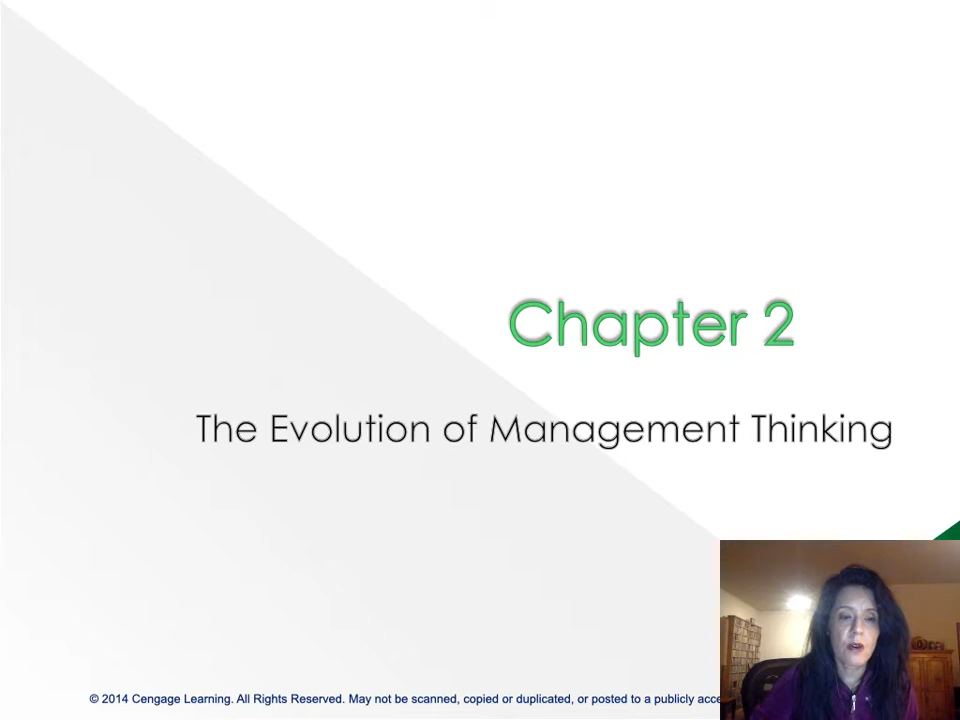 Chapter 2
The Evolution of Management Thinking
© 2014 Cengage Learning. All Rights Reserved. May not be scanned, copied or duplicated, or posted to a publicly